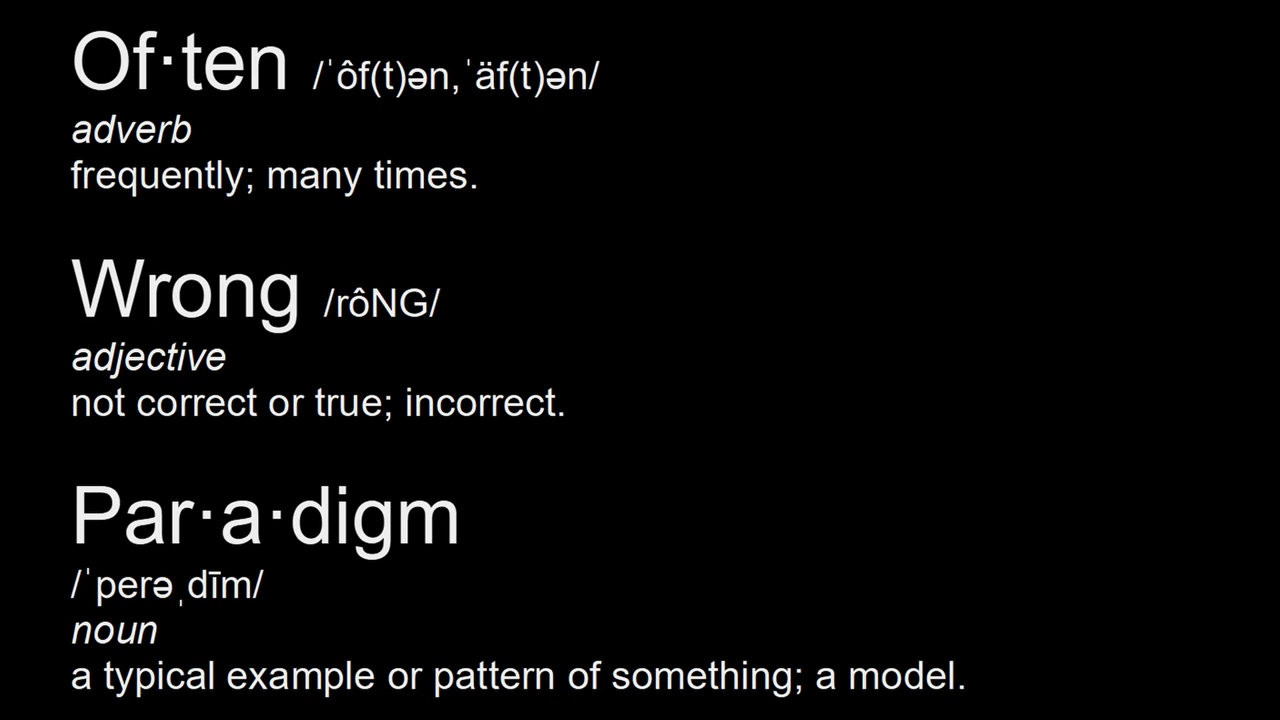 Of·ten /ˈôf(t)ən,ˈäf(t)ən/
adverb
frequently; many times.
Wrong /rôNG/
adjective
not correct or true; incorrect.
Par·a·digm
/ˈperəˌdīm/
noun
a typical example or pattern of something; a model.